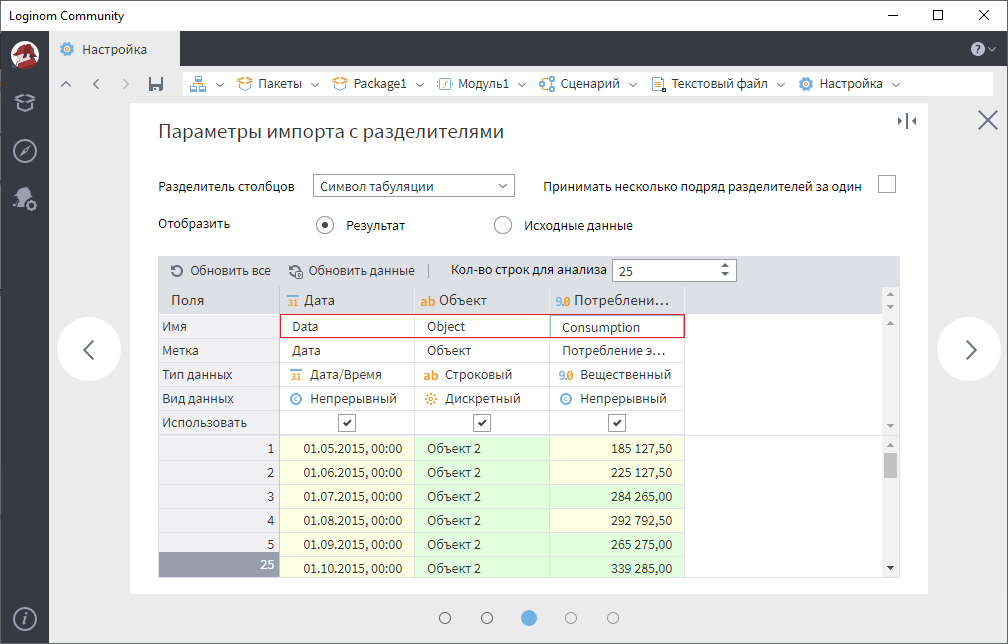 Loginom Community
Настройка
?
Пакеты Package1 Модуль1 Сценарий Текстовый файл Настройка
Параметры импорта с разделителями
Разделитель столбцов Символ табуляции Принимать несколько подряд разделителей за один
Отобразить Результат Исходные данные
Обновить все Обновить данные Кол-во строк для анализа 25
Поля 31 Дата ab Объект 9.0 Потреблени...
Имя Data Object Consumption
Метка Дата Объект Потребление э...
Тип данных 31 Дата/Время ab Строковый 9.0 Вещественный
Вид данных Непрерывный Дискретный Непрерывный
Использовать
1 01.05.2015, 00:00 Объект 2 185 127,50
2 01.06.2015, 00:00 Объект 2 225 127,50
3 01.07.2015, 00:00 Объект 2 284 265,00
4 01.08.2015, 00:00 Объект 2 292 792,50
5 01.09.2015, 00:00 Объект 2 265 275,00
25 01.10.2015, 00:00 Объект 2 339 285,00
i